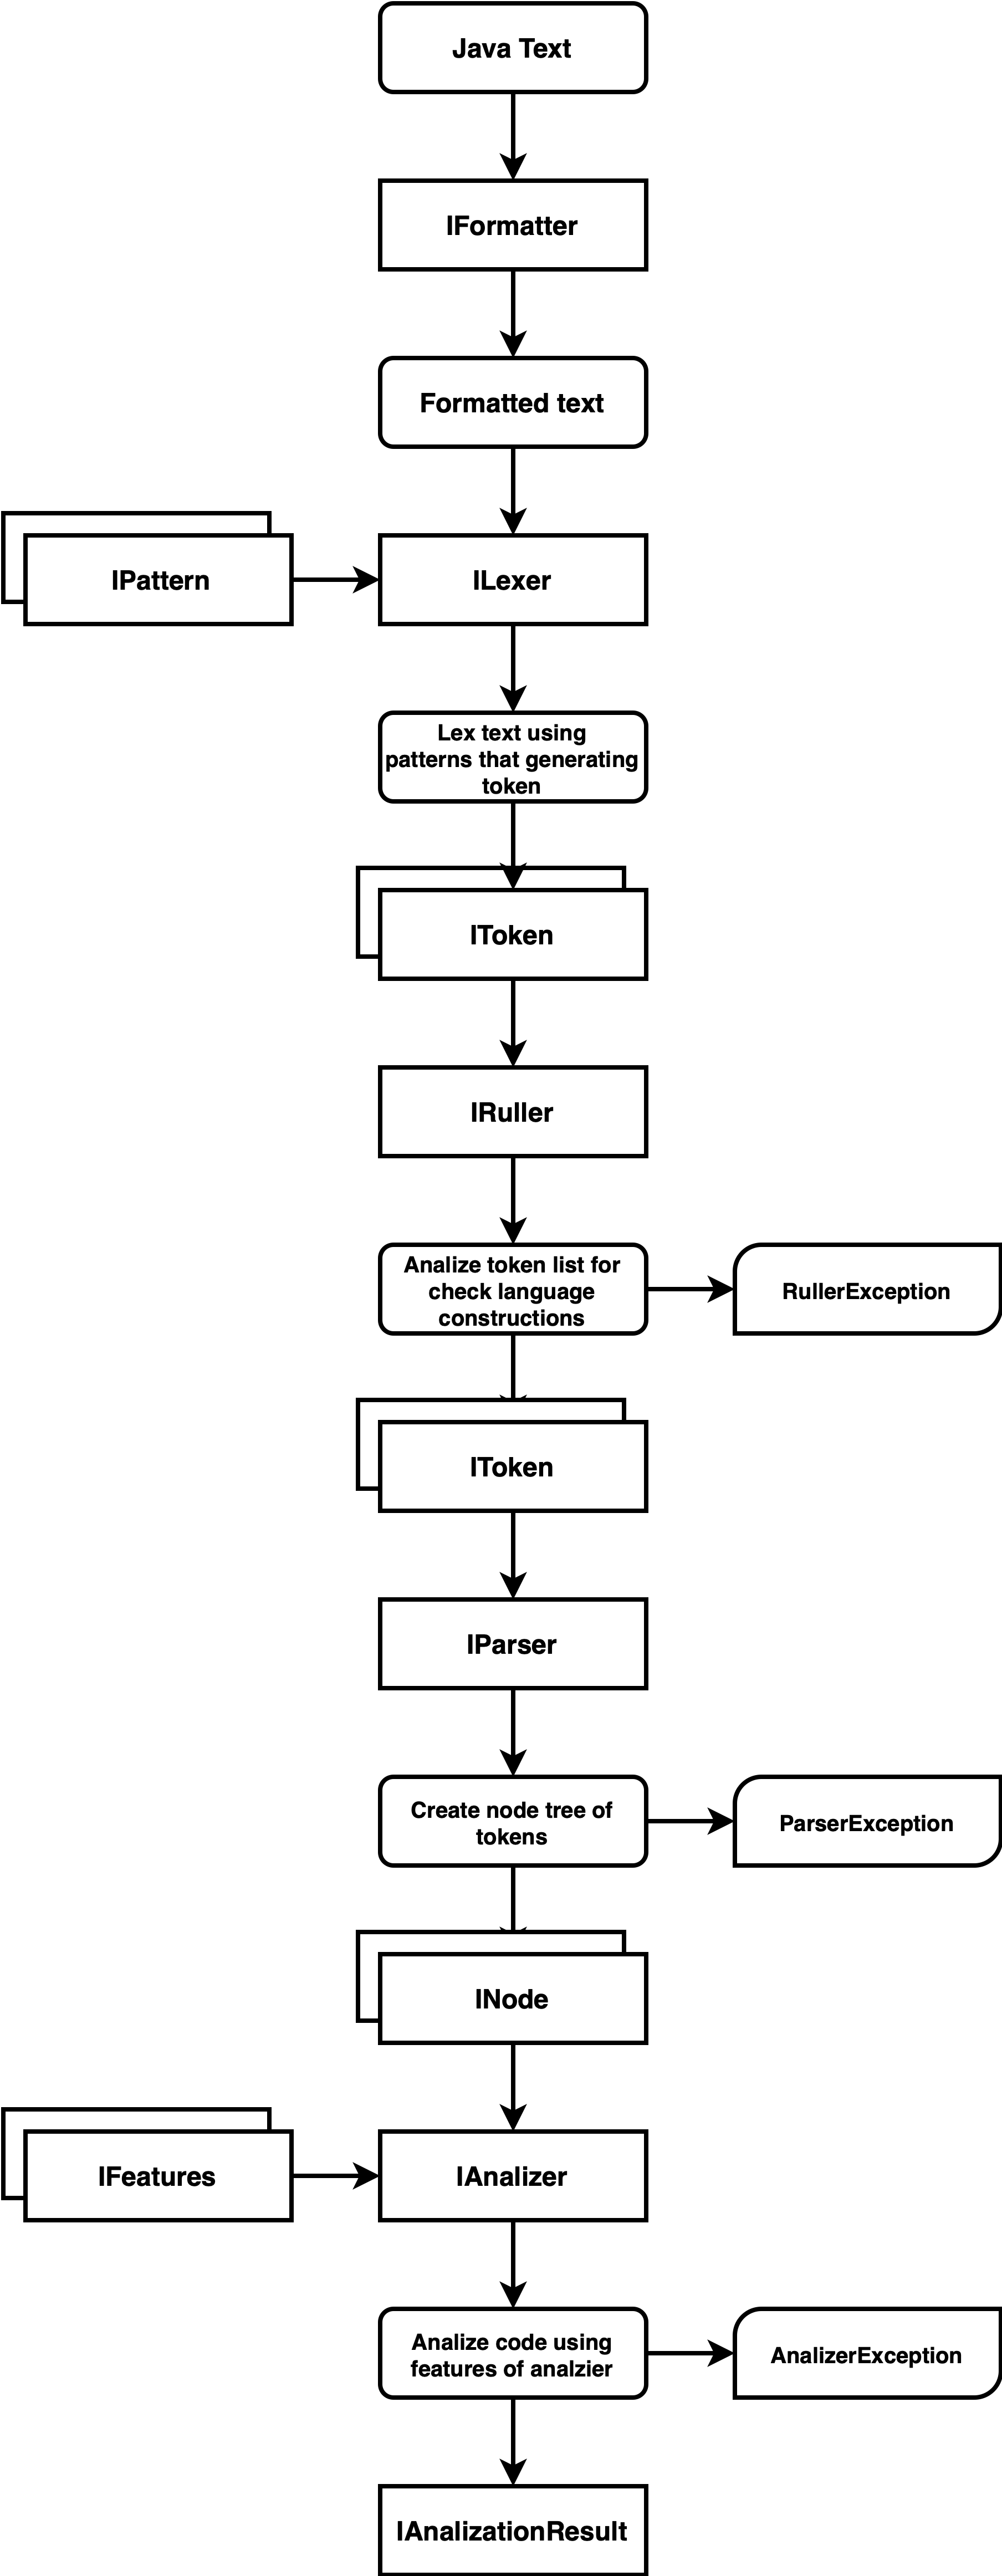 Java Text
IFormatter
Formatted text
IPattern
ILexer
Lex text using
patterns that generating
token
IToken
IRuller
Analize token list for
check language
constructions
RullerException
IToken
IParser
Create node tree of
tokens
ParserException
INode
IFeatures
IAnalizer
Analize code using
features of analzier
AnalizerException
IAnalizationResult